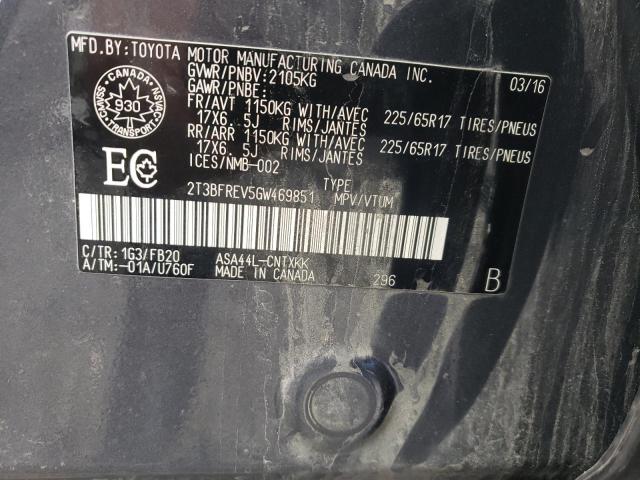 MFD.BY:TOYOTA MOTOR MANUFACTURING CANADA INC.
GVWR/PNBV:2105KG 03/16
GAWR/PNBE:
FR/AVT 1150KG WITH/AVEC 225/65R17 TIRES/PNEUS
17X6.5J RIMS/JANTES
RR/ARR 1150KG WITH/AVEC 225/65R17 TIRES/PNEUS
17X6.5J RIMS/JANTES
ICES/NMB-002
CANADA
930
TRANSPORT
EC
TYPE
2T3BFREV5GW469851 MPV/VTUM
C/TR: 1G3/FB20 ASA44L-CNTXKK
A/TM:-01A/U760F MADE IN CANADA 296 B